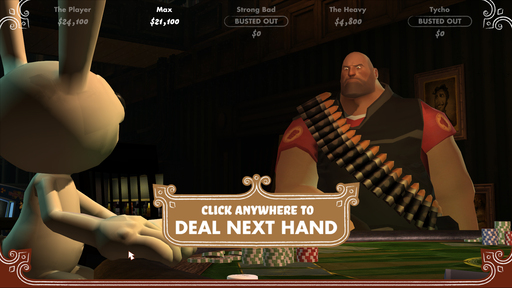 The Player
$24,100
Max
$21,100
Strong Bad
BUSTED OUT
$0
The Heavy
$4,800
Tycho
BUSTED OUT
$0
CLICK ANYWHERE TO
DEAL NEXT HAND